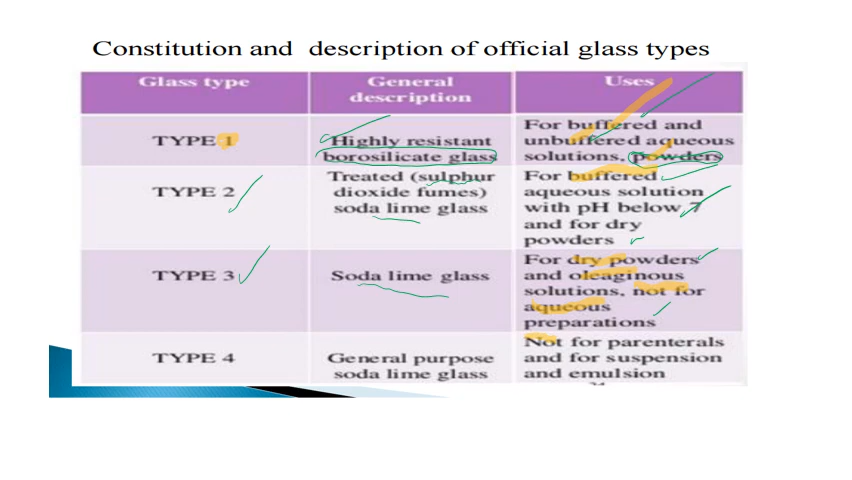 Constitution and description of official glass types
Glass type
General
description
Uses
TYPE 1
Highly resistant
borosilicate glass
For buffered and
unbuffered aqueous
solutions, powders
TYPE 2
Treated (sulphur
dioxide fumes)
soda lime glass
For buffered
aqueous solution
with pH below 7
and for dry
powders
TYPE 3
Soda lime glass
For dry powders
and oleaginous
solutions, not for
aqueous
preparations
TYPE 4
General purpose
soda lime glass
Not for parenterals
and for suspension
and emulsion